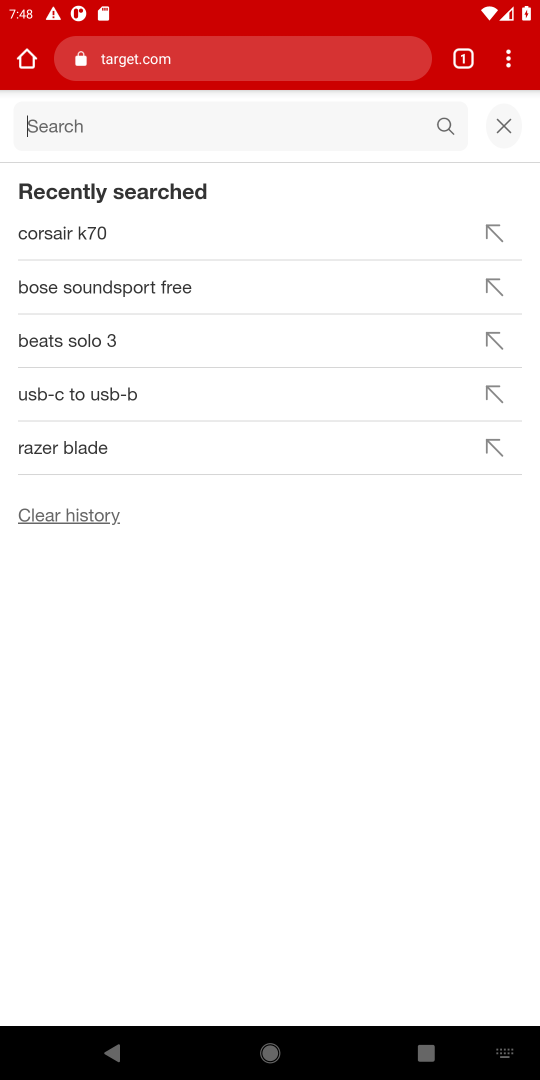 7:48
target.com
1
Search
Recently searched
corsair k70
bose soundsport free
beats solo 3
usb-c to usb-b
razer blade
Clear history